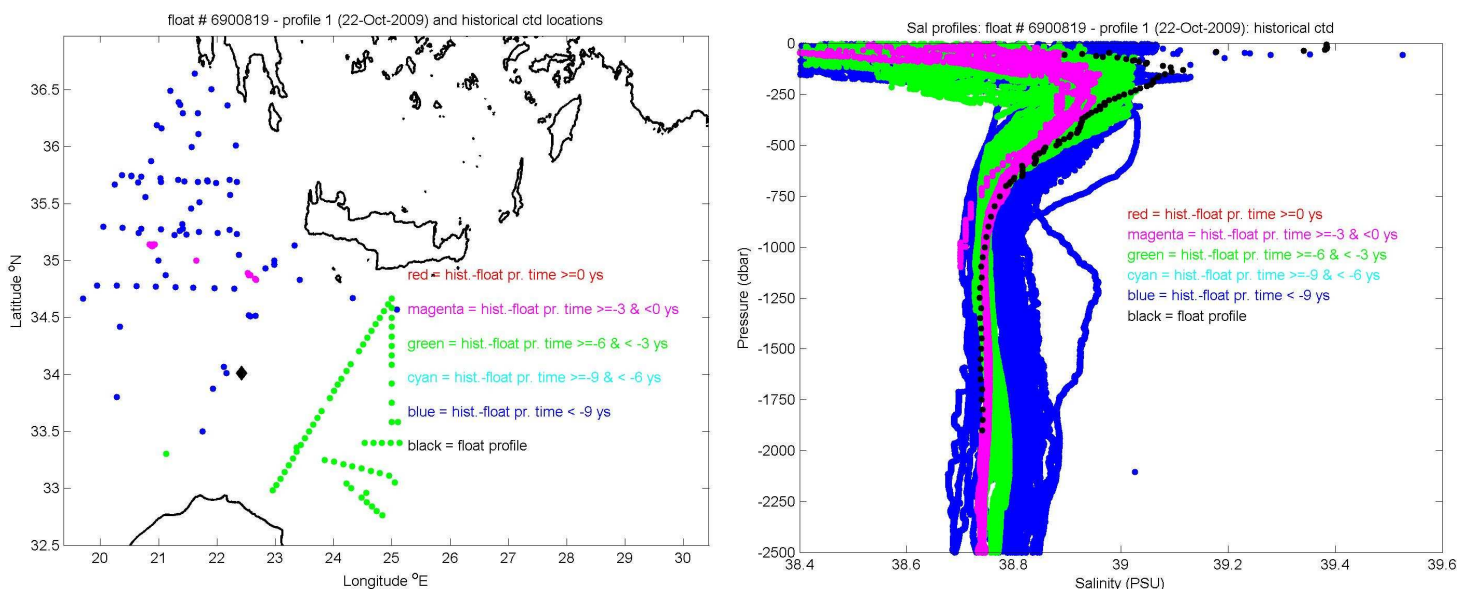 float # 6900819 - profile 1 (22-Oct-2009) and historical ctd locations
36.5
36
35.5
35
34.5
34
33.5
33
32.5
Latitude °N
red = hist.-float pr. time >=0 ys
magenta = hist.-float pr. time >=-3 & <0 ys
green = hist.-float pr. time >=-6 & < -3 ys
cyan = hist.-float pr. time >=-9 & < -6 ys
blue = hist.-float pr. time < -9 ys
black = float profile
20 21 22 23 24 25 26 27 28 29 30
Longitude °E
Sal profiles: float # 6900819 - profile 1 (22-Oct-2009): historical ctd
0
-250
-500
-750
-1000
-1250
-1500
-1750
-2000
-2250
-2500
Pressure (dbar)
red = hist.-float pr. time >=0 ys
magenta = hist.-float pr. time >=-3 & <0 ys
green = hist.-float pr. time >=-6 & < -3 ys
cyan = hist.-float pr. time >=-9 & < -6 ys
blue = hist.-float pr. time < -9 ys
black = float profile
38.4 38.6 38.8 39 39.2 39.4 39.6
Salinity (PSU)